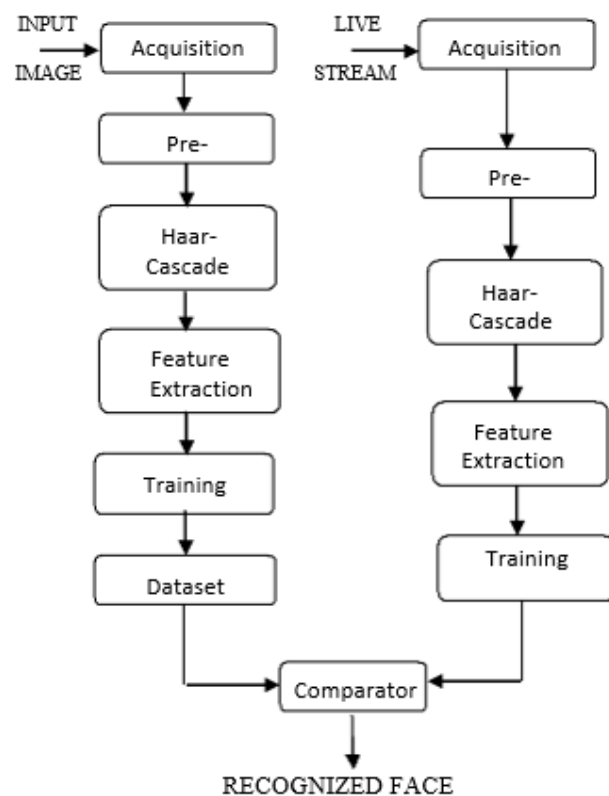 INPUT
IMAGE
Acquisition
Pre-
Haar-
Cascade
Feature
Extraction
Training
Dataset
LIVE
STREAM
Acquisition
Pre-
Haar-
Cascade
Feature
Extraction
Training
Comparator
RECOGNIZED FACE